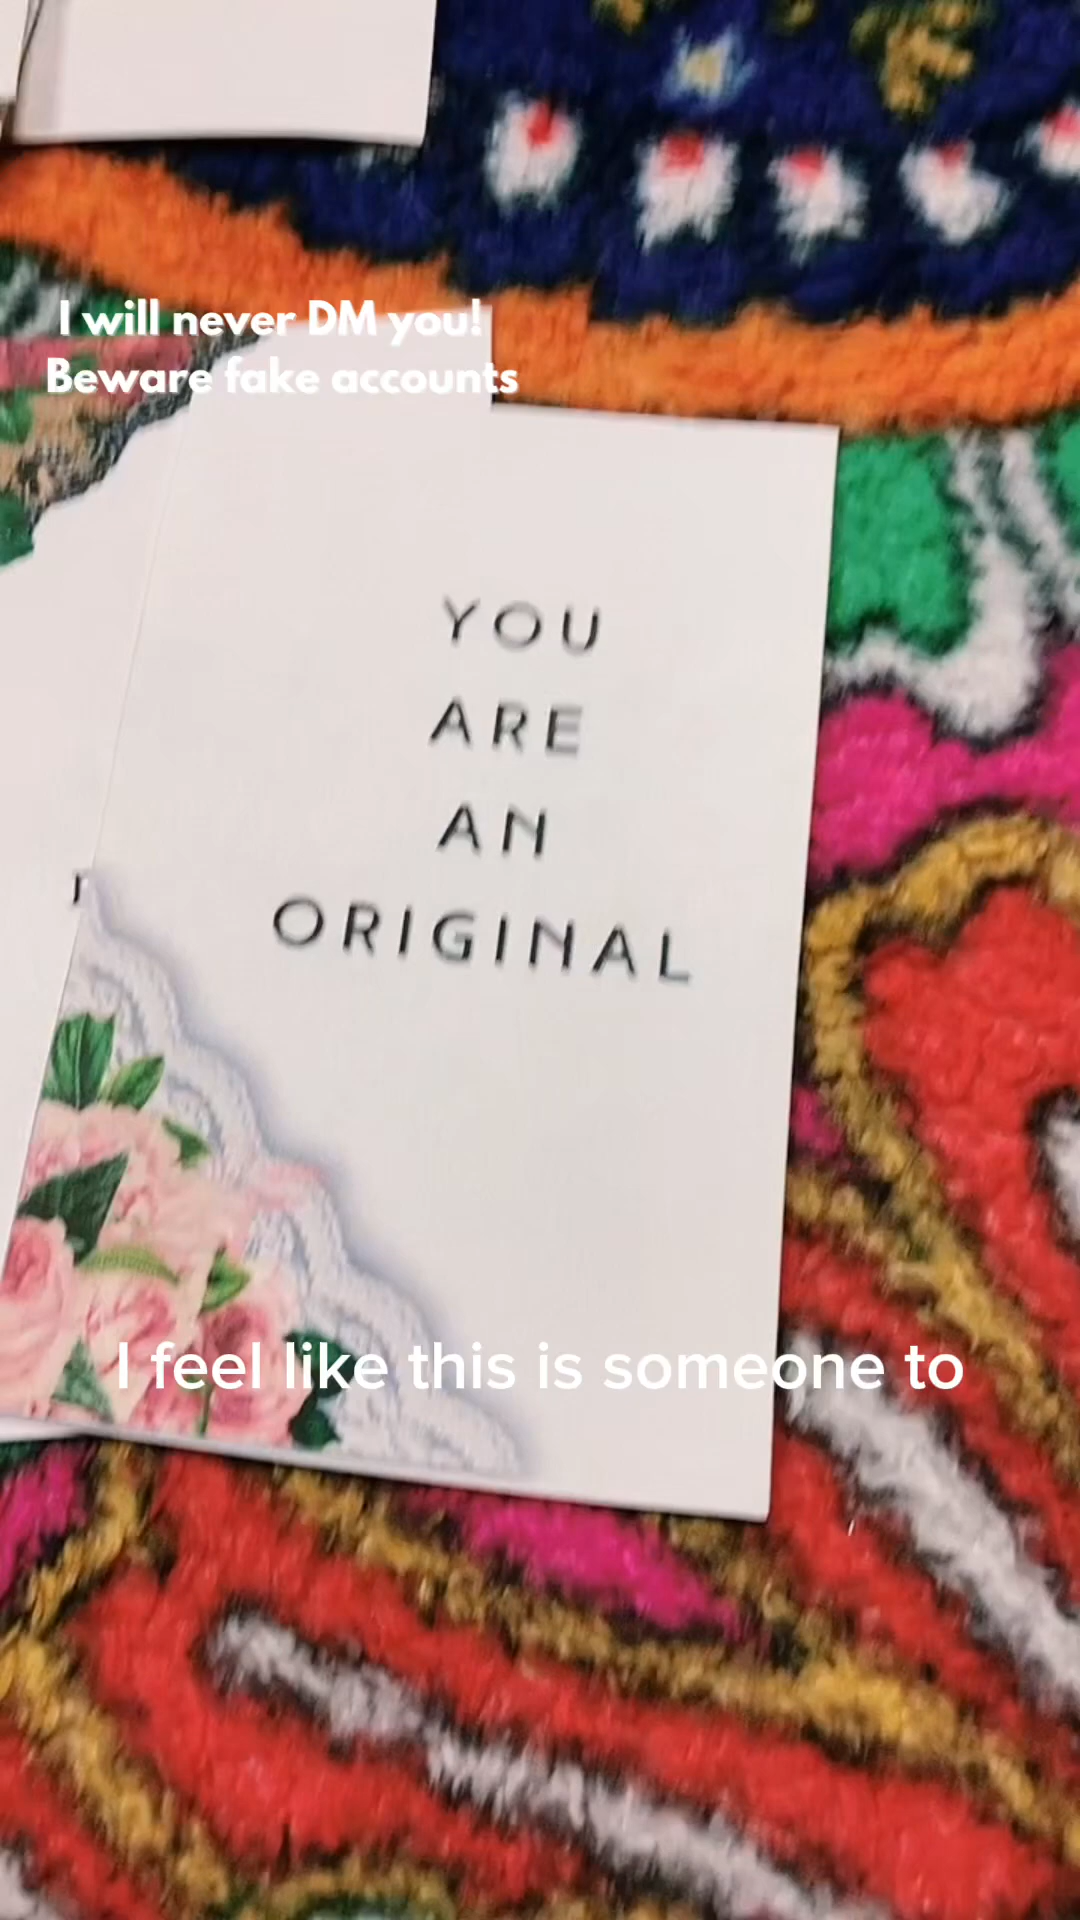 I will never DM you!
Beware fake accounts
YOU
ARE
AN
ORIGINAL
I feel like this is someone to